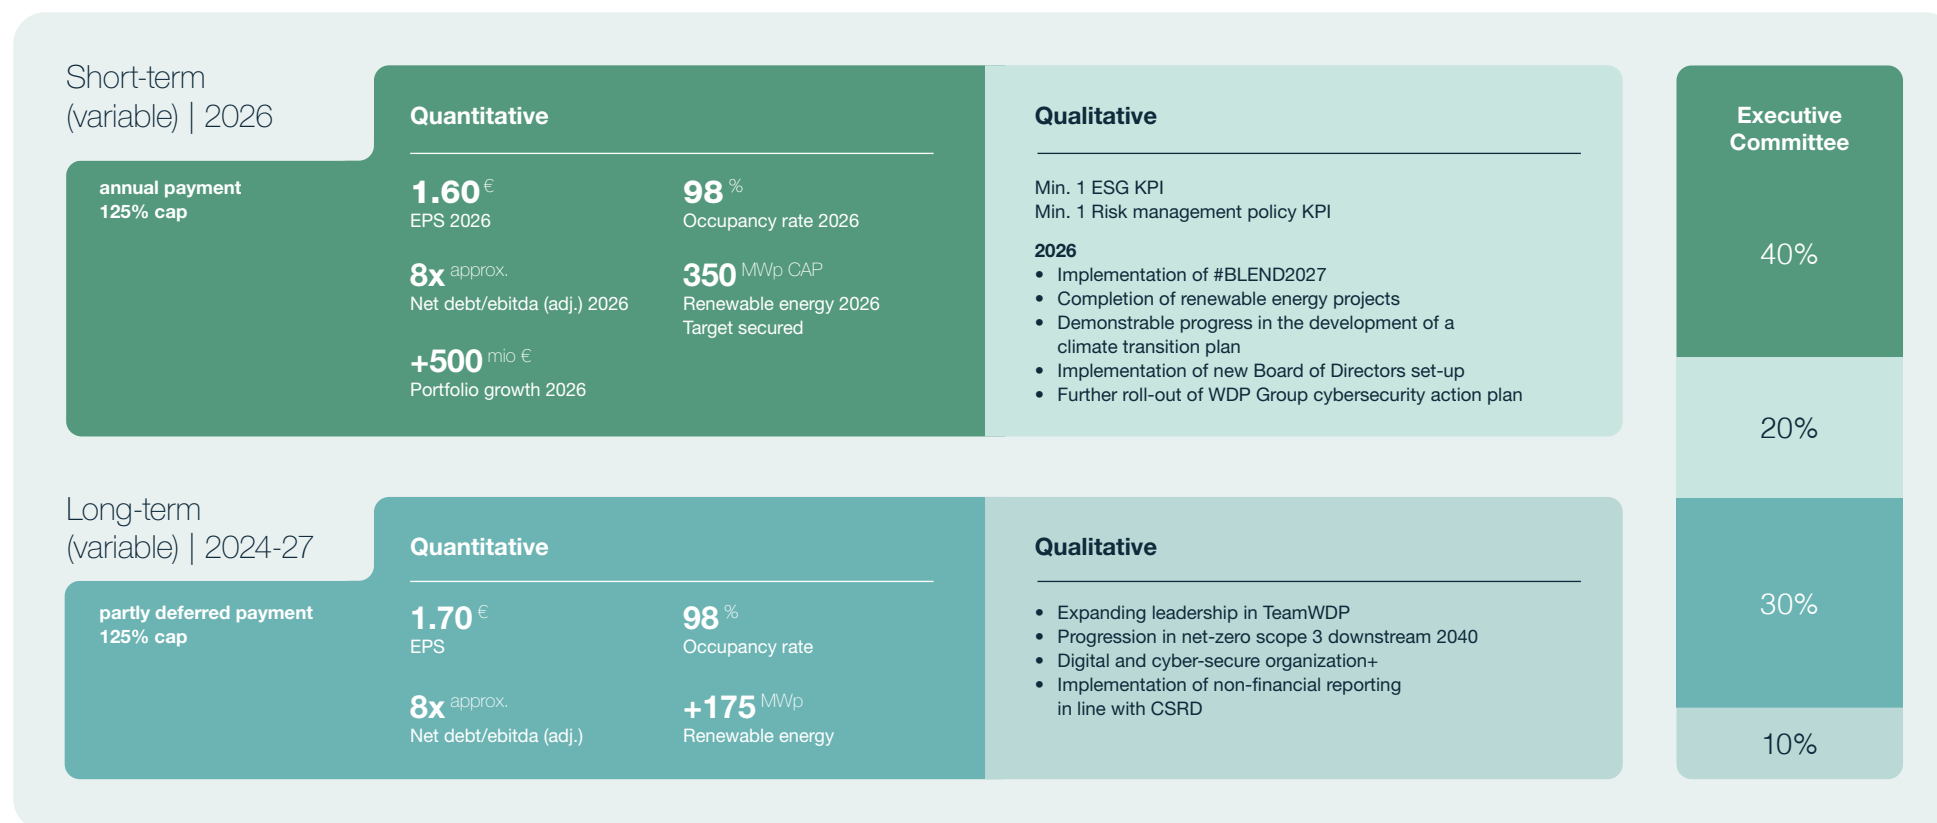 Short-term
(variable) | 2026
annual payment
125% cap
Quantitative
1.60 €
EPS 2026
98 %
Occupancy rate 2026
8x approx.
Net debt/ebitda (adj.) 2026
350 MWp CAP
Renewable energy 2026
Target secured
+500 mio €
Portfolio growth 2026
Qualitative
Min. 1 ESG KPI
Min. 1 Risk management policy KPI
2026
• Implementation of #BLEND2027
• Completion of renewable energy projects
• Demonstrable progress in the development of a
climate transition plan
• Implementation of new Board of Directors set-up
• Further roll-out of WDP Group cybersecurity action plan
Long-term
(variable) | 2024-27
partly deferred payment
125% cap
Quantitative
1.70 €
EPS
98 %
Occupancy rate
8x approx.
Net debt/ebitda (adj.)
+175 MWp
Renewable energy
Qualitative
• Expanding leadership in TeamWDP
• Progression in net-zero scope 3 downstream 2040
• Digital and cyber-secure organization+
• Implementation of non-financial reporting
in line with CSRD
Executive
Committee
40%
20%
30%
10%